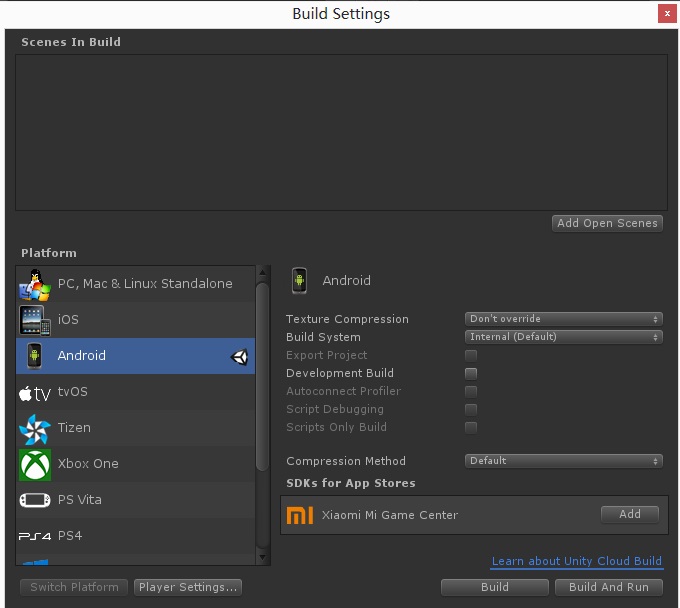 Build Settings
x
Scenes In Build
Add Open Scenes
Platform
PC, Mac & Linux Standalone
iOS
Android
tvOS
Tizen
Xbox One
PS Vita
PS4
Switch Platform
Player Settings...
Android
Texture Compression
Don't override
Build System
Internal (Default)
Export Project
Development Build
Autoconnect Profiler
Script Debugging
Scripts Only Build
Compression Method
Default
SDKs for App Stores
Xiaomi Mi Game Center
Add
Learn about Unity Cloud Build
Build
Build And Run